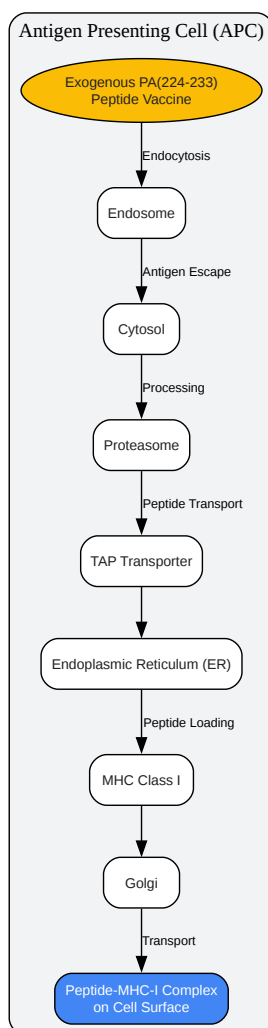 Antigen Presenting Cell (APC)
Exogenous PA(224-233)
Peptide Vaccine
Endocytosis
Endosome
Antigen Escape
Cytosol
Processing
Proteasome
Peptide Transport
TAP Transporter
Endoplasmic Reticulum (ER)
Peptide Loading
MHC Class I
Golgi
Transport
Peptide-MHC-I Complex
on Cell Surface